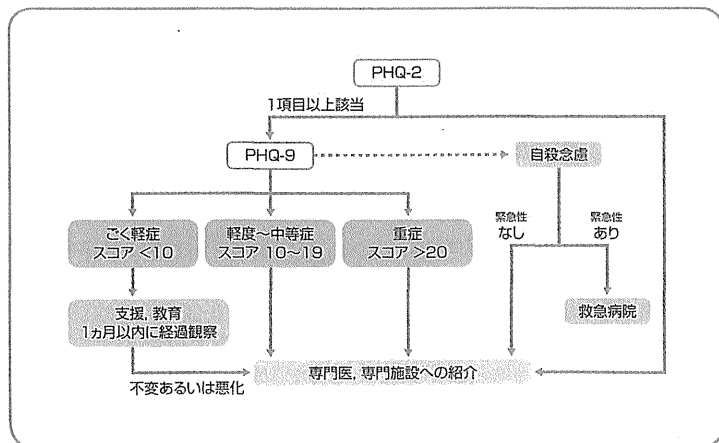 PHQ-2
1項目以上該当
PHQ-9
自殺念慮
緊急性
なし
緊急性
あり
ごく軽症
スコア <10
軽度～中等症
スコア 10～19
重症
スコア >20
支援, 教育
1ヵ月以内に経過観察
救急病院
専門医, 専門施設への紹介
不変あるいは悪化